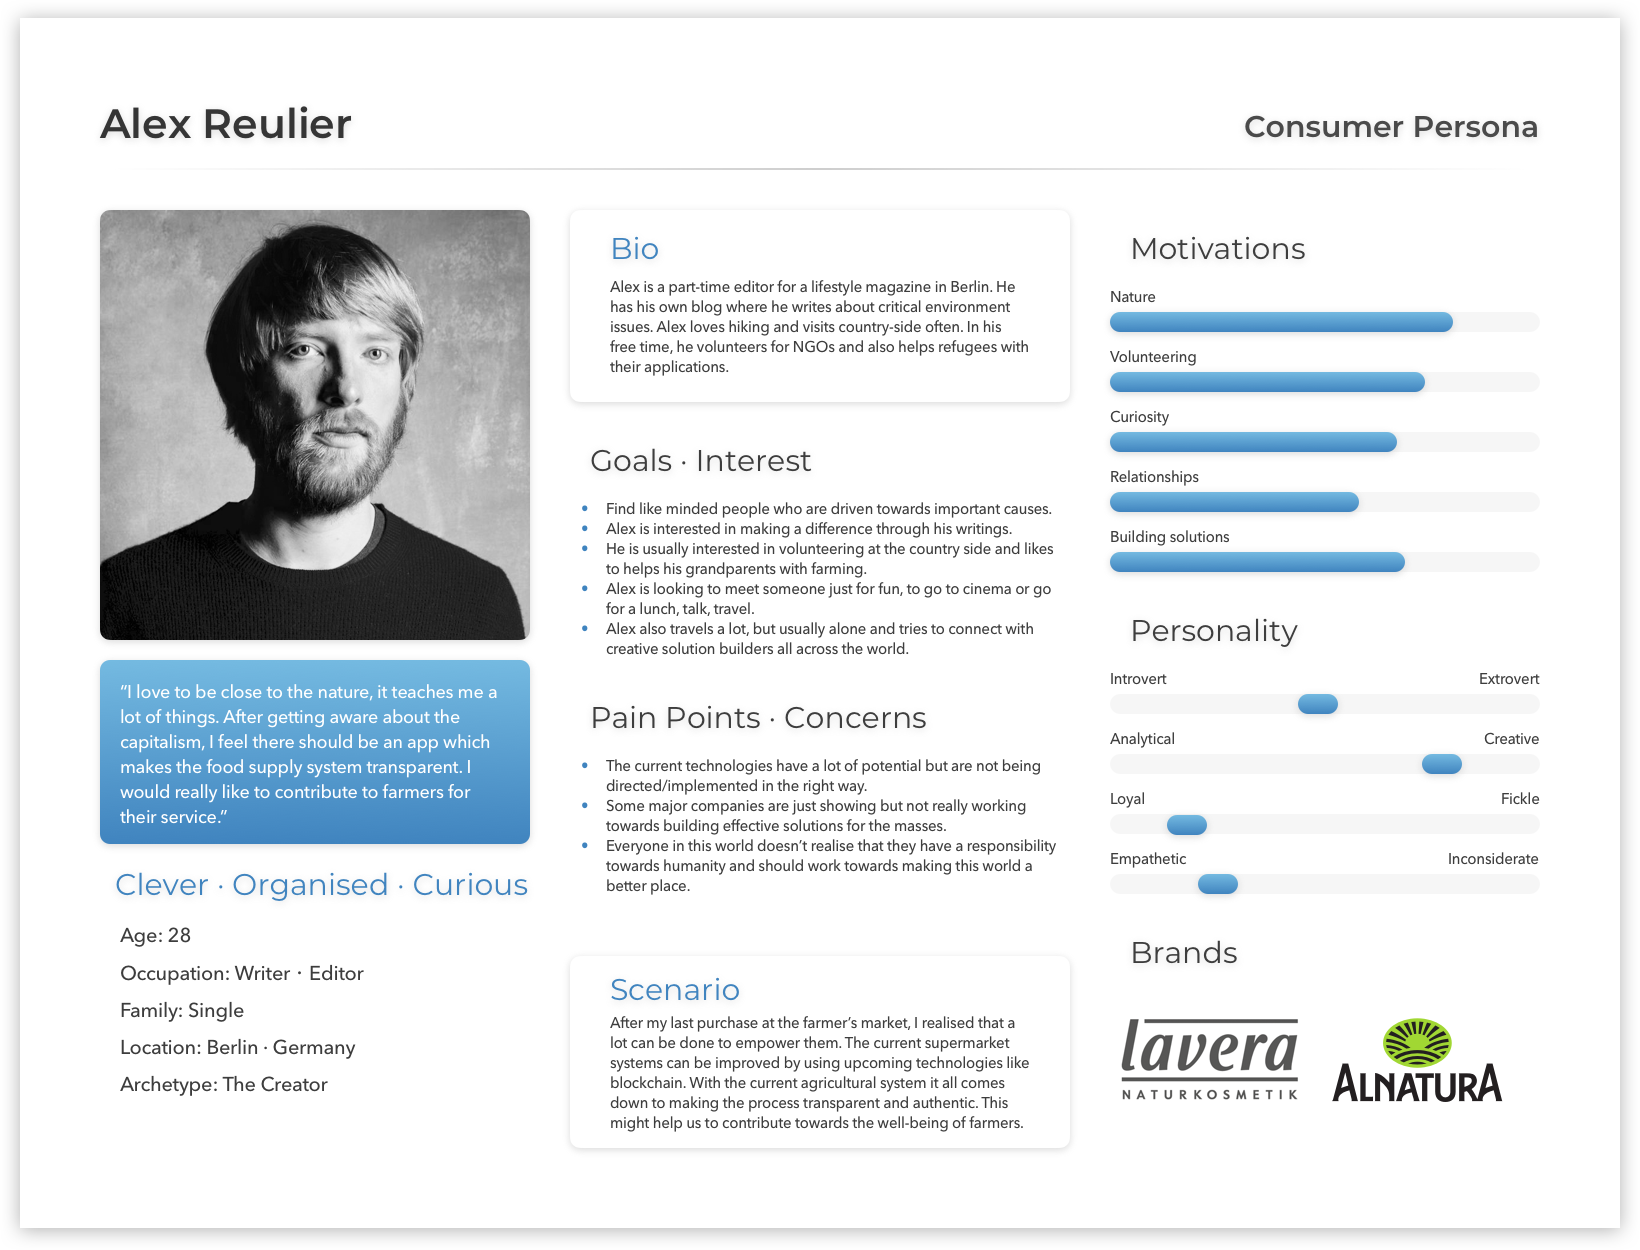 Alex Reulier
Consumer Persona
“I love to be close to the nature, it teaches me a
lot of things. After getting aware about the
capitalism, I feel there should be an app which
makes the food supply system transparent. I
would really like to contribute to farmers for
their service.”
Clever · Organised · Curious
Age: 28
Occupation: Writer · Editor
Family: Single
Location: Berlin · Germany
Archetype: The Creator
Bio
Alex is a part-time editor for a lifestyle magazine in Berlin. He
has his own blog where he writes about critical environment
issues. Alex loves hiking and visits country-side often. In his
free time, he volunteers for NGOs and also helps refugees with
their applications.
Goals · Interest
• Find like minded people who are driven towards important causes.
• Alex is interested in making a difference through his writings.
• He is usually interested in volunteering at the country side and likes
to helps his grandparents with farming.
• Alex is looking to meet someone just for fun, to go to cinema or go
for a lunch, talk, travel.
• Alex also travels a lot, but usually alone and tries to connect with
creative solution builders all across the world.
Pain Points · Concerns
• The current technologies have a lot of potential but are not being
directed/implemented in the right way.
• Some major companies are just showing but not really working
towards building effective solutions for the masses.
• Everyone in this world doesn’t realise that they have a responsibility
towards humanity and should work towards making this world a
better place.
Scenario
After my last purchase at the farmer’s market, I realised that a
lot can be done to empower them. The current supermarket
systems can be improved by using upcoming technologies like
blockchain. With the current agricultural system it all comes
down to making the process transparent and authentic. This
might help us to contribute towards the well-being of farmers.
Motivations
Nature
Volunteering
Curiosity
Relationships
Building solutions
Personality
Introvert Extrovert
Analytical Creative
Loyal Fickle
Empathetic Inconsiderate
Brands
lavera
NATURKOSMETIK
ALNATURA